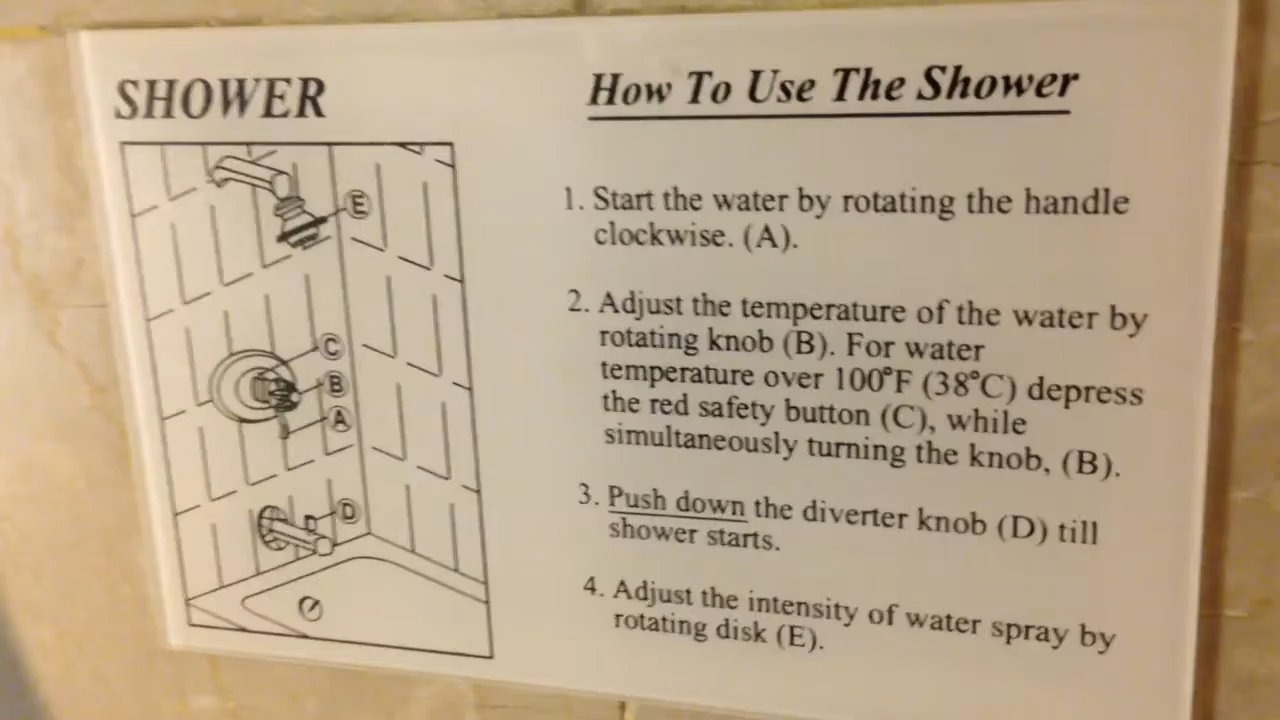 SHOWER
How To Use The Shower
E
C
B
A
D
1. Start the water by rotating the handle
clockwise. (A).
2. Adjust the temperature of the water by
rotating knob (B). For water
temperature over 100°F (38°C) depress
the red safety button (C), while
simultaneously turning the knob, (B).
3. Push down the diverter knob (D) till
shower starts.
4. Adjust the intensity of water spray by
rotating disk (E).